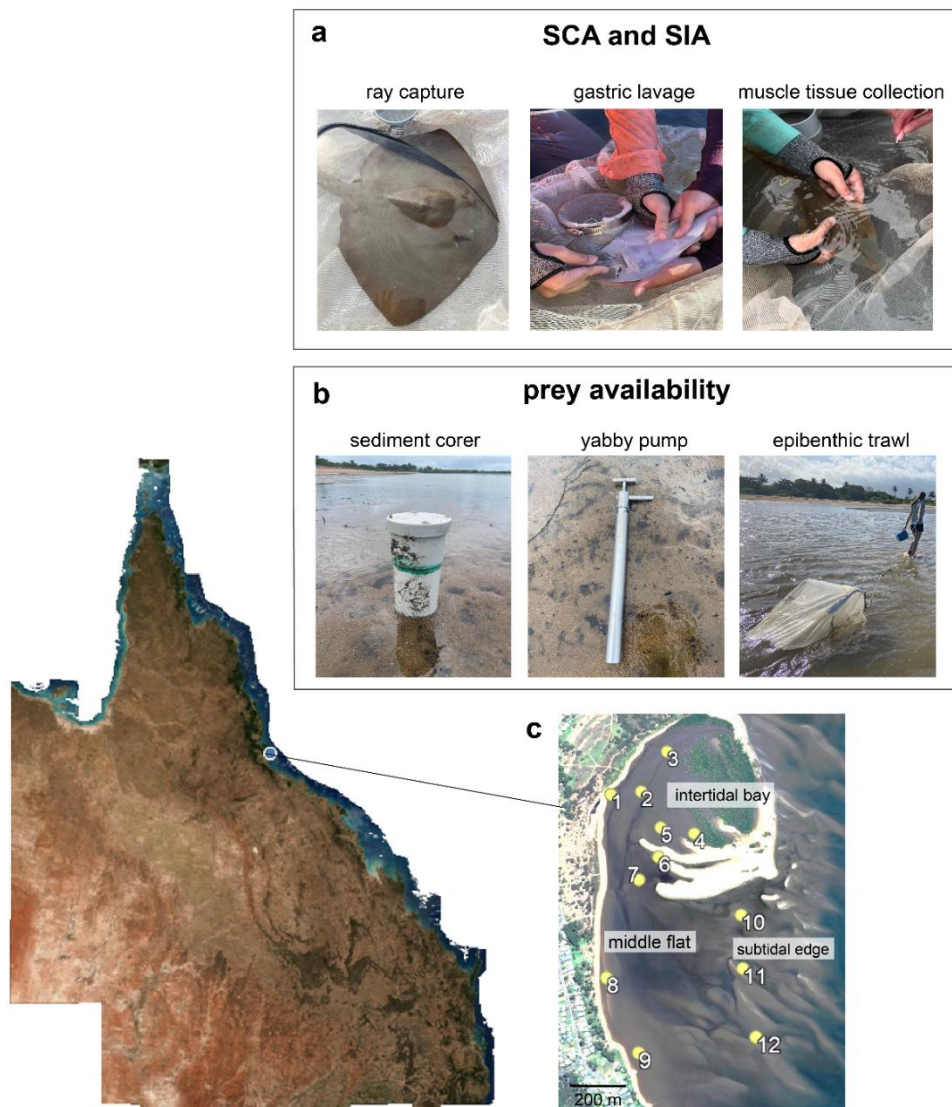 a
SCA and SIA
ray capture
gastric lavage
muscle tissue collection
b
prey availability
sediment corer
yabby pump
epibenthic trawl
c
3
1
2
intertidal bay
5
4
6
7
10
middle flat
subtidal edge
11
8
12
9
200 m